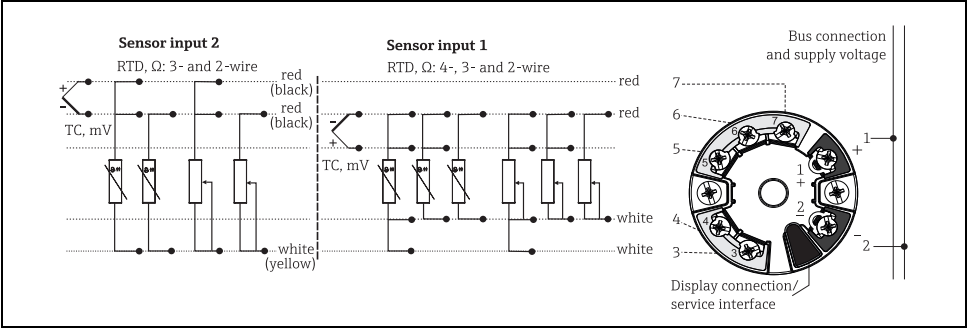 Sensor input 2
RTD, Ω: 3- and 2-wire
red
(black)
red
(black)
+
-
TC, mV
white
(yellow)
Sensor input 1
RTD, Ω: 4-, 3- and 2-wire
red
red
-
+
TC, mV
white
white
Bus connection
and supply voltage
7
6
5
4
3
7
6
5
4
3
1
+
2
-
1
+
-
2
Display connection/
service interface